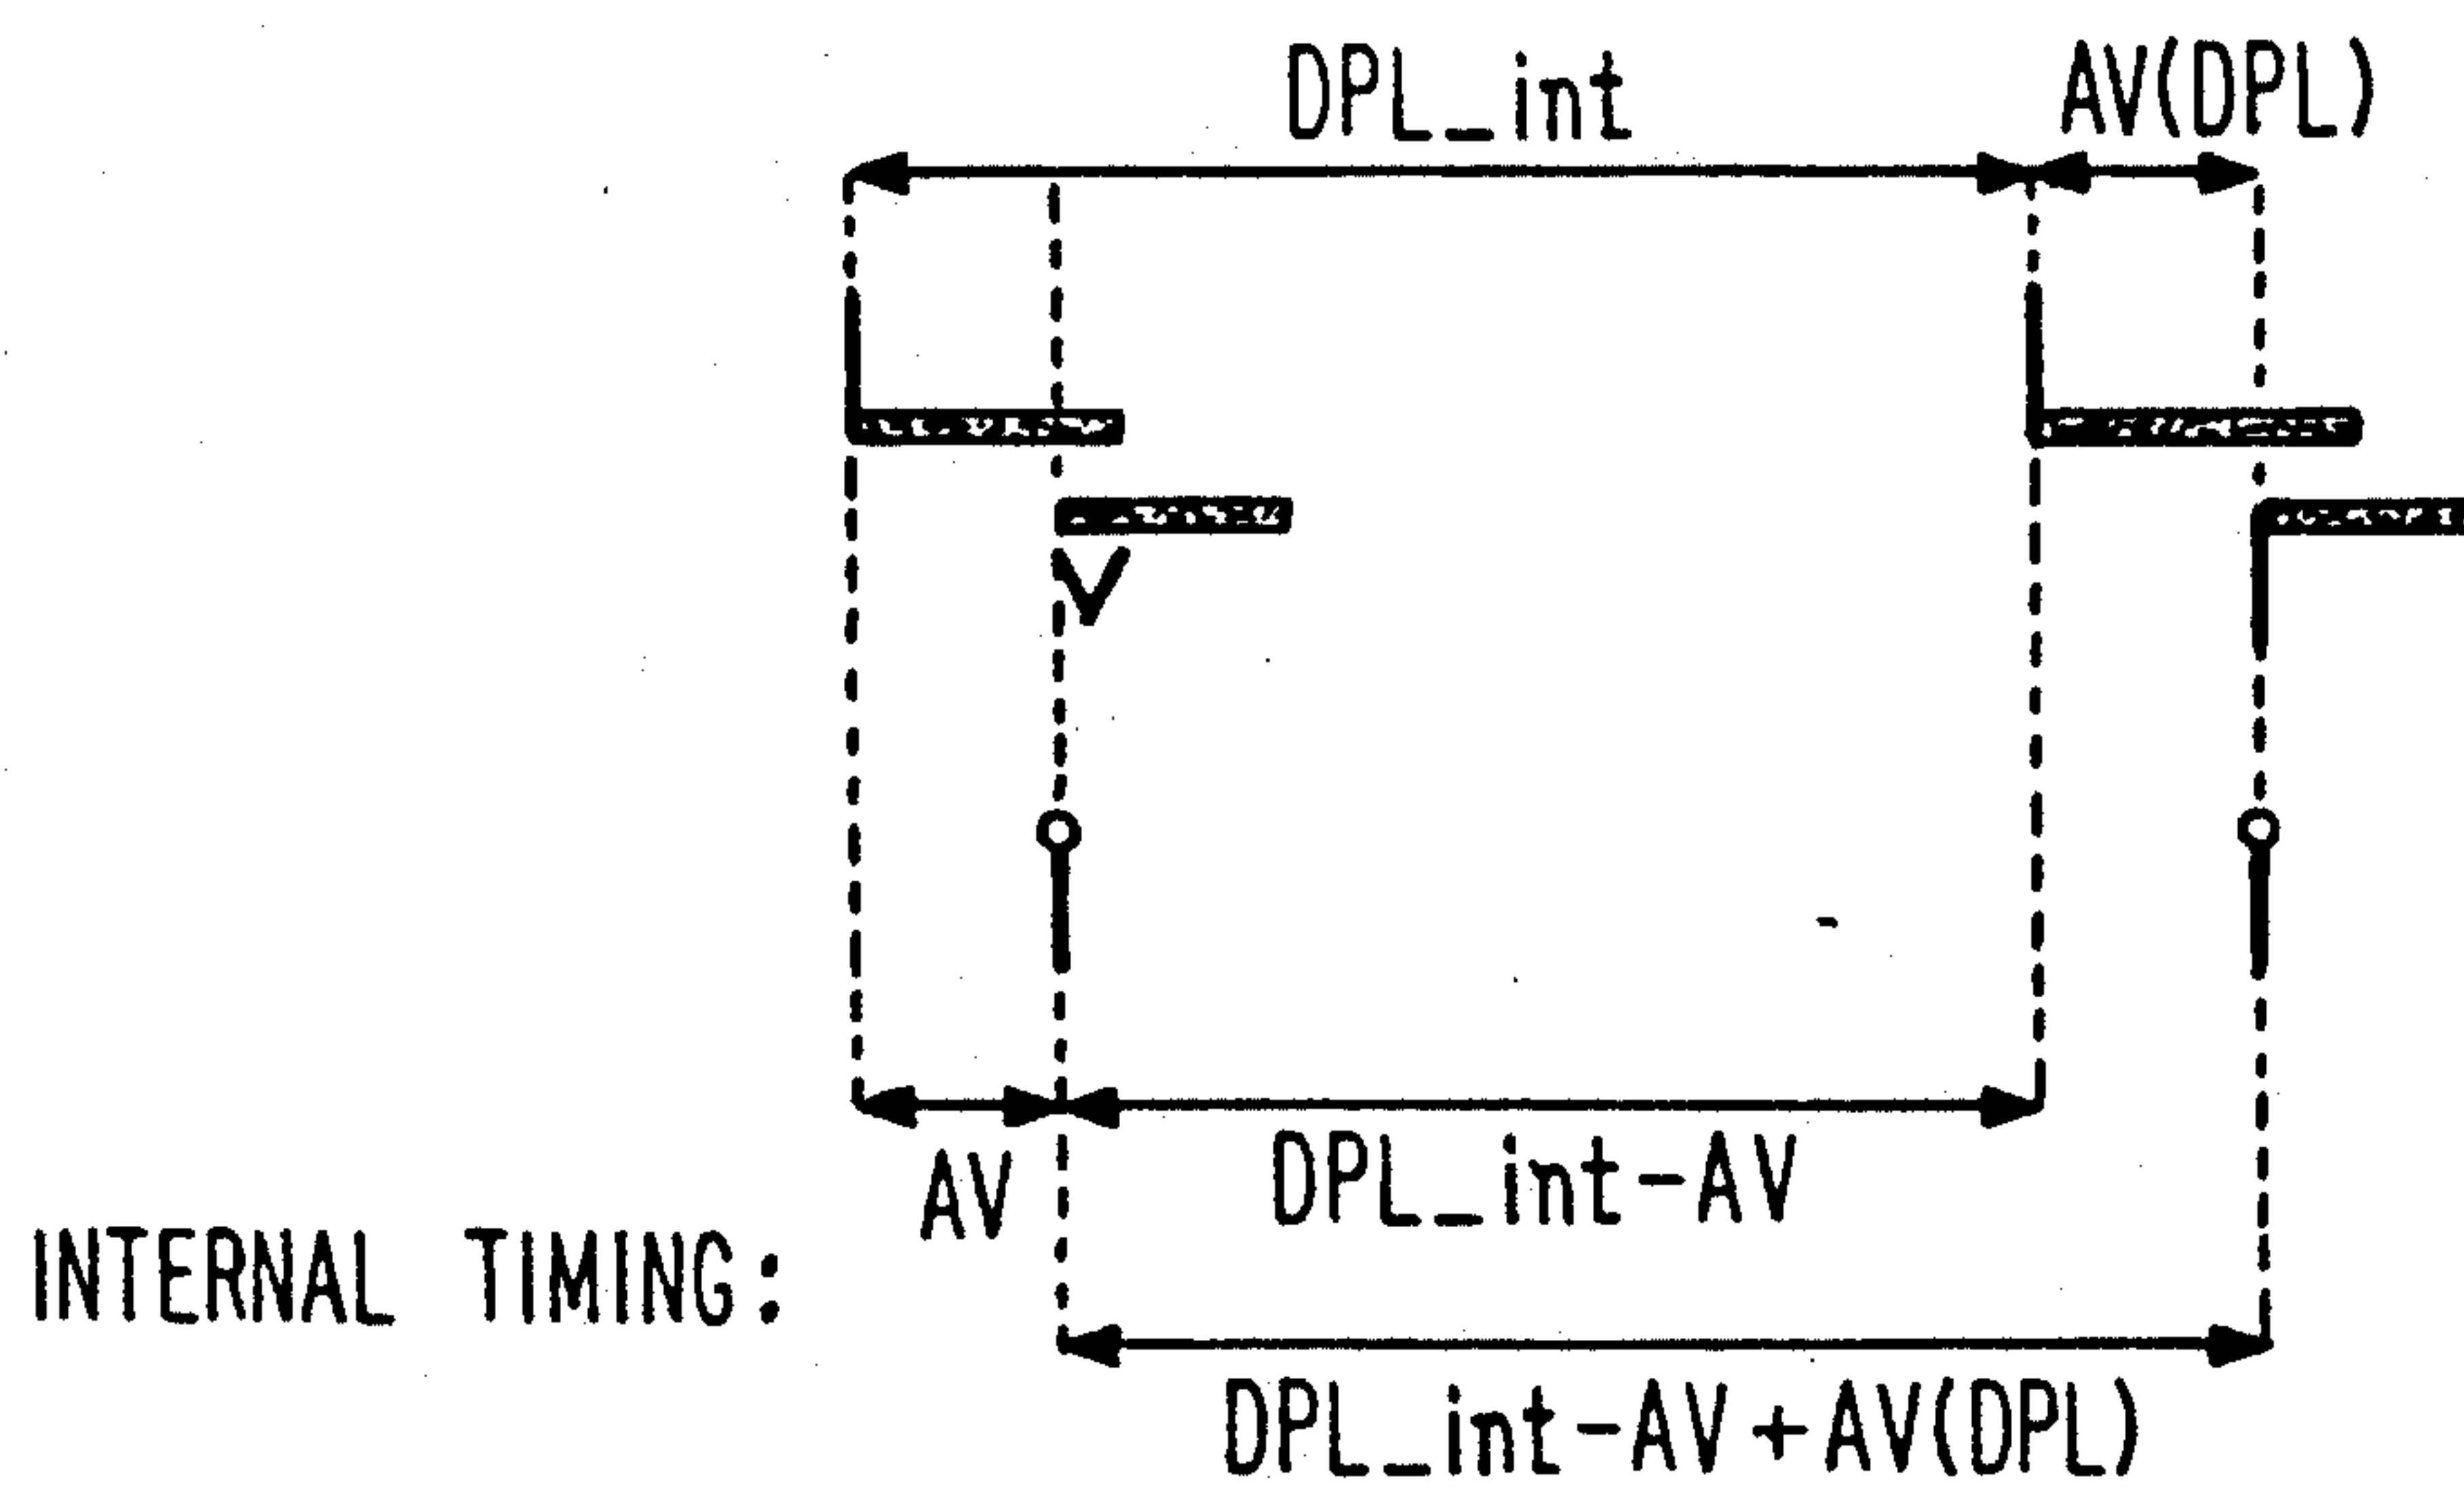 DPL_int AV(DPL)
V
AV DPL_int-AV
INTERNAL TIMING:
DPL_int-AV+AV(DPL)